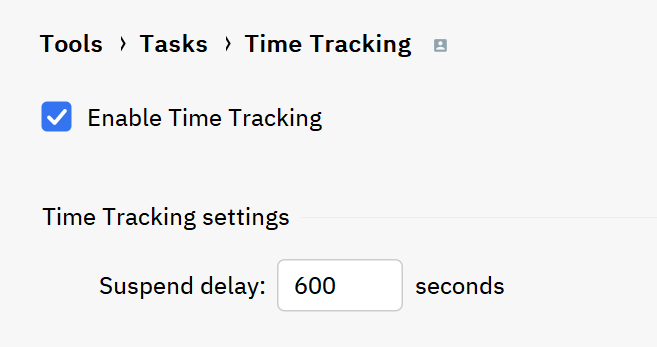 Tools › Tasks › Time Tracking
Enable Time Tracking
Time Tracking settings
Suspend delay: 600 seconds